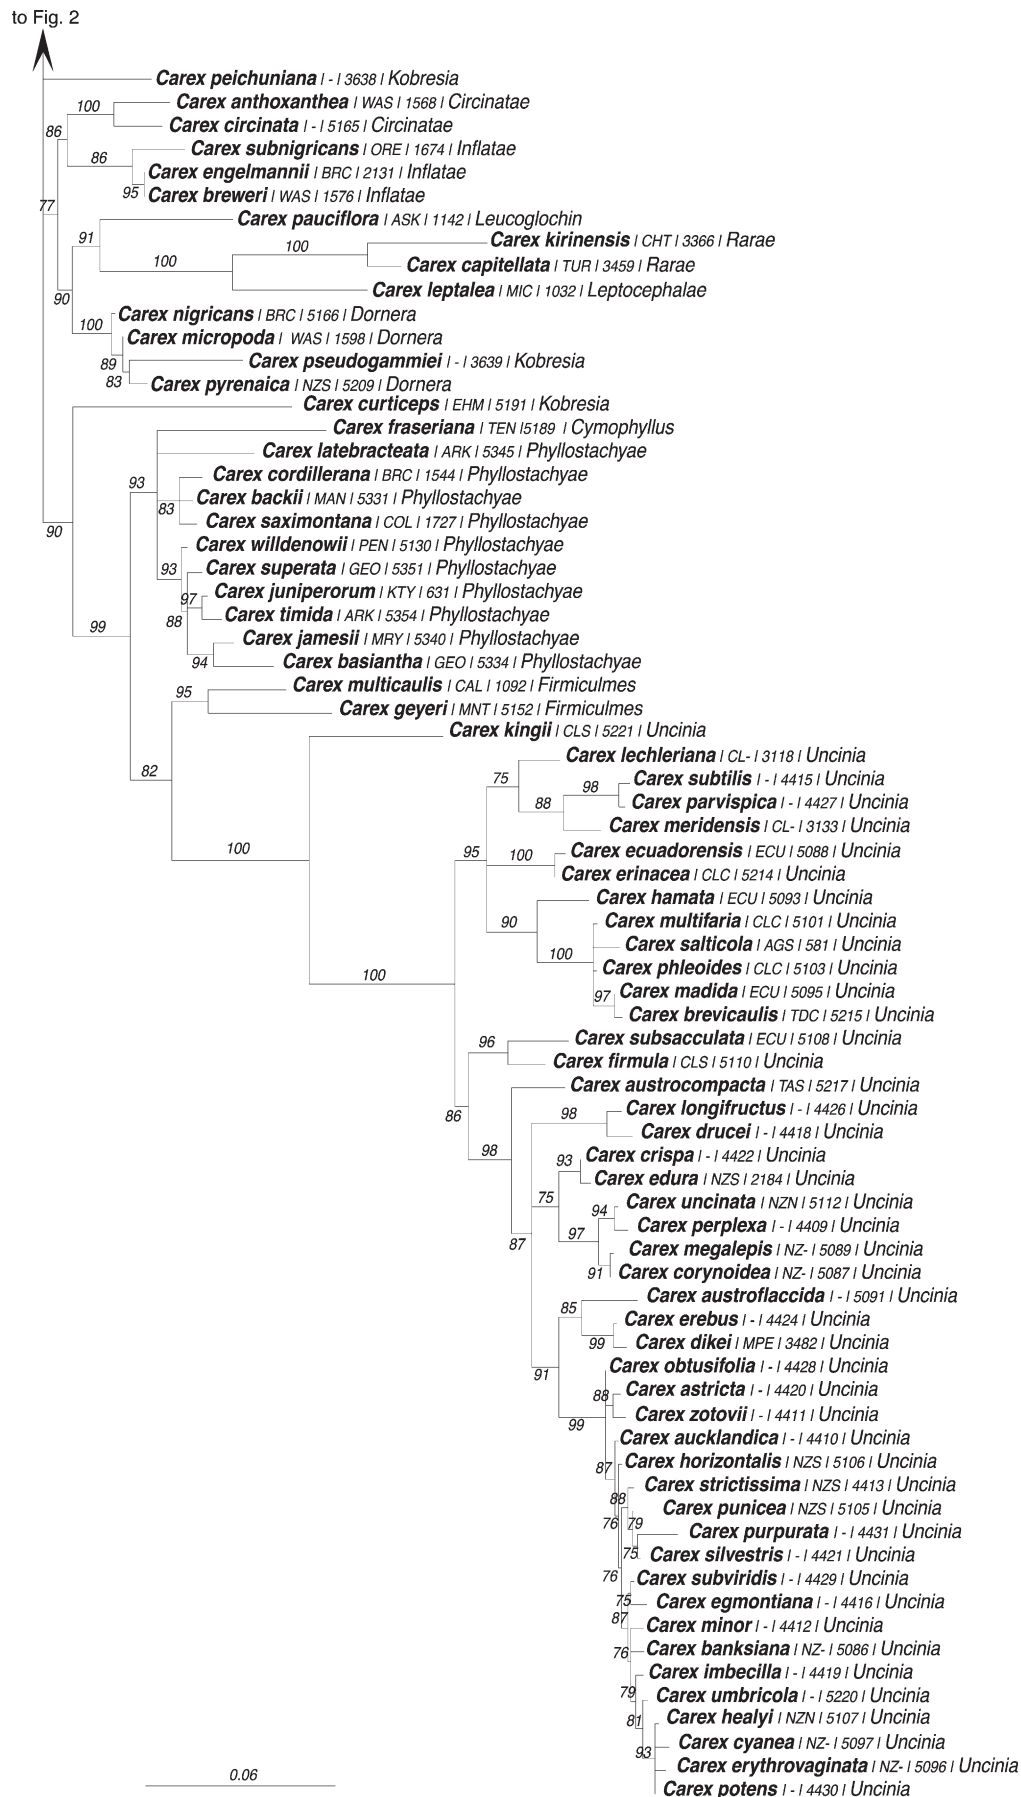 to Fig. 2
Carex peichuniana | - | 3638 | Kobresia
Carex anthoxanthea | WAS | 1568 | Circinatae
100
Carex circinata | - | 5165 | Circinatae
86
Carex subnigricans | ORE | 1674 | Inflatae
86
Carex engelmannii | BRC | 2131 | Inflatae
95
Carex breweri | WAS | 1576 | Inflatae
77
Carex pauciflora | ASK | 1142 | Leucoglochin
91
Carex kirinensis | CHT | 3366 | Rarae
100
Carex capitellata | TUR | 3459 | Rarae
100
Carex leptalea | MIC | 1032 | Leptocephalae
90
Carex nigricans | BRC | 5166 | Dornera
100
Carex micropoda | WAS | 1598 | Dornera
89
Carex pseudogammiei | - | 3639 | Kobresia
83
Carex pyrenaica | NZS | 5209 | Dornera
Carex curticeps | EHM | 5191 | Kobresia
Carex fraseriana | TEN |5189 | Cymophyllus
Carex latebracteata | ARK | 5345 | Phyllostachyae
Carex cordillerana | BRC | 1544 | Phyllostachyae
93
Carex backii | MAN | 5331 | Phyllostachyae
83
Carex saximontana | COL | 1727 | Phyllostachyae
90
Carex willdenowii | PEN | 5130 | Phyllostachyae
93
Carex superata | GEO | 5351 | Phyllostachyae
Carex juniperorum | KTY | 631 | Phyllostachyae
97
Carex timida | ARK | 5354 | Phyllostachyae
88
99
Carex jamesii | MRY | 5340 | Phyllostachyae
94
Carex basiantha | GEO | 5334 | Phyllostachyae
Carex multicaulis | CAL | 1092 | Firmiculmes
95
Carex geyeri | MNT | 5152 | Firmiculmes
Carex kingii | CLS | 5221 | Uncinia
Carex lechleriana | CL- | 3118 | Uncinia
82
75
Carex subtilis | - | 4415 | Uncinia
98
Carex parvispica | - | 4427 | Uncinia
88
Carex meridensis | CL- | 3133 | Uncinia
100
95
Carex ecuadorensis | ECU | 5088 | Uncinia
100
Carex erinacea | CLC | 5214 | Uncinia
Carex hamata | ECU | 5093 | Uncinia
90
Carex multifaria | CLC | 5101 | Uncinia
Carex salticola | AGS | 581 | Uncinia
100
Carex phleoides | CLC | 5103 | Uncinia
100
Carex madida | ECU | 5095 | Uncinia
97
Carex brevicaulis | TDC | 5215 | Uncinia
Carex subsacculata | ECU | 5108 | Uncinia
96
Carex firmula | CLS | 5110 | Uncinia
Carex austrocompacta | TAS | 5217 | Uncinia
86
Carex longifructus | - | 4426 | Uncinia
98
Carex drucei | - | 4418 | Uncinia
98
Carex crispa | - | 4422 | Uncinia
93
Carex edura | NZS | 2184 | Uncinia
75
Carex uncinata | NZN | 5112 | Uncinia
94
Carex perplexa | - | 4409 | Uncinia
97
87
Carex megalepis | NZ- | 5089 | Uncinia
91
Carex corynoidea | NZ- | 5087 | Uncinia
Carex austroflaccida | - | 5091 | Uncinia
85
Carex erebus | - | 4424 | Uncinia
99
Carex dikei | MPE | 3482 | Uncinia
91
Carex obtusifolia | - | 4428 | Uncinia
88
Carex astricta | - | 4420 | Uncinia
99
Carex zotovii | - | 4411 | Uncinia
Carex aucklandica | - | 4410 | Uncinia
87
Carex horizontalis | NZS | 5106 | Uncinia
Carex strictissima | NZS | 4413 | Uncinia
88
Carex punicea | NZS | 5105 | Uncinia
76 79
Carex purpurata | - | 4431 | Uncinia
75
Carex silvestris | - | 4421 | Uncinia
76
Carex subviridis | - | 4429 | Uncinia
75
Carex egmontiana | - | 4416 | Uncinia
87
Carex minor | - | 4412 | Uncinia
76
Carex banksiana | NZ- | 5086 | Uncinia
Carex imbecilla | - | 4419 | Uncinia
79
Carex umbricola | - | 5220 | Uncinia
81
Carex healyi | NZN | 5107 | Uncinia
Carex cyanea | NZ- | 5097 | Uncinia
93
Carex erythrovaginata | NZ- | 5096 | Uncinia
0.06
Carex potens | - | 4430 | Uncinia